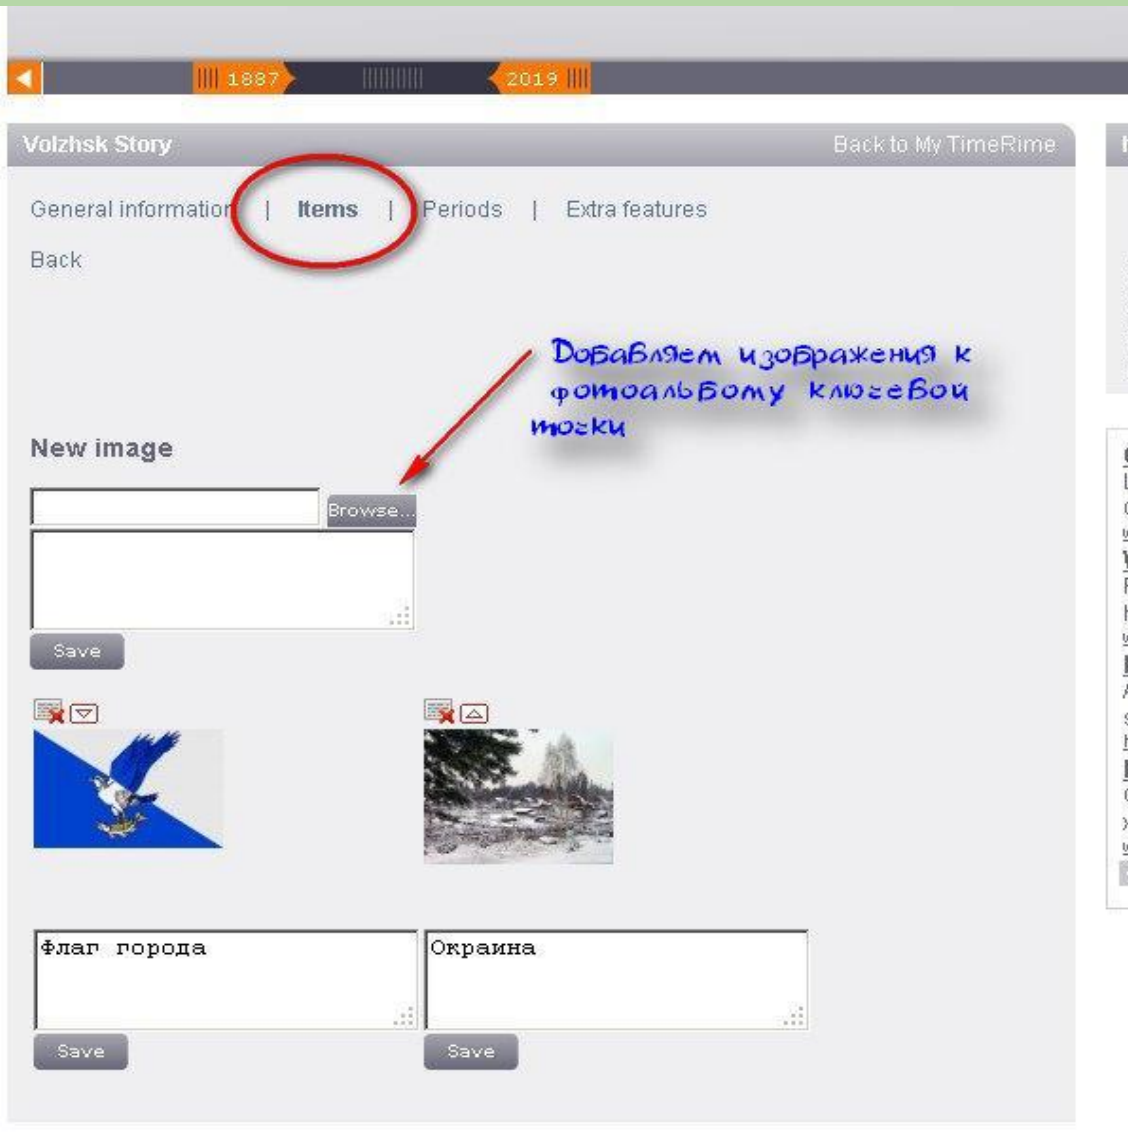 1887 2019
Volzhsk Story Back to My TimeRime
General information | Items | Periods | Extra features
Back
Добавляем изображения к
фотоальбому ключевой
точки
New image
Browse...
Save
Флаг города Окраина
Save Save